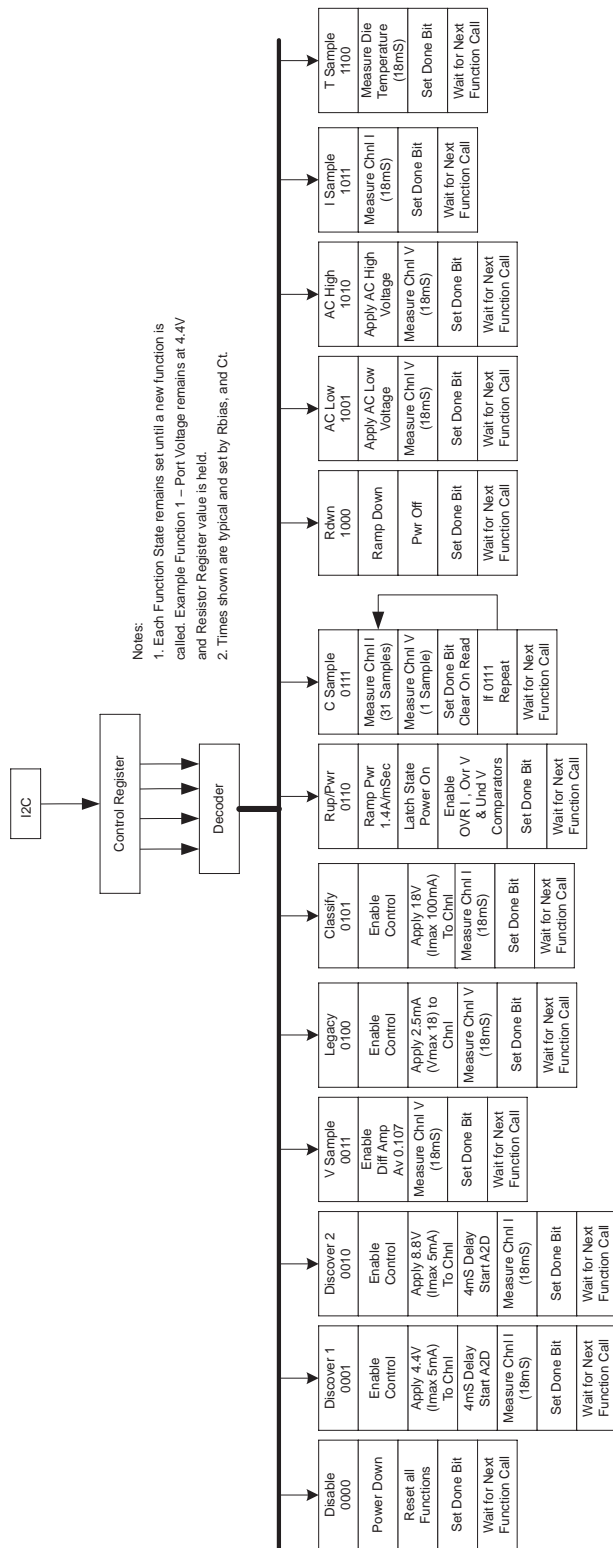 I2C
Control Register
Decoder
Notes:
1. Each Function State remains set until a new function is
called. Example Function 1 – Port Voltage remains at 4.4V
and Resistor Register value is held.
2. Times shown are typical and set by Rbias, and Ct.
Disable
0000
Power Down
Reset all
Functions
Set Done Bit
Wait for Next
Function Call
Discover 1
0001
Enable
Control
Apply 4.4V
(Imax 5mA)
To Chnl
4mS Delay
Start A2D
Measure Chnl I
(18mS)
Set Done Bit
Wait for Next
Function Call
Discover 2
0010
Enable
Control
Apply 8.8V
(Imax 5mA)
To Chnl
4mS Delay
Start A2D
Measure Chnl I
(18mS)
Set Done Bit
Wait for Next
Function Call
V Sample
0011
Enable
Diff Amp
Av 0.107
Measure Chnl V
(18mS)
Set Done Bit
Wait for Next
Function Call
Legacy
0100
Enable
Control
Apply 2.5mA
(Vmax 18) to
Chnl
Measure Chnl V
(18mS)
Set Done Bit
Wait for Next
Function Call
Classify
0101
Enable
Control
Apply 18V
(Imax 100mA)
To Chnl
Measure Chnl I
(18mS)
Set Done Bit
Wait for Next
Function Call
Rup/Pwr
0110
Ramp Pwr
1.4A/mSec
Latch State
Power On
Enable
OVR I , Ovr V
& Und V
Comparators
Set Done Bit
Wait for Next
Function Call
C Sample
0111
Measure Chnl I
(31 Samples)
Measure Chnl V
(1 Sample)
Set Done Bit
Clear On Read
If 0111
Repeat
Wait for Next
Function Call
Rdwn
1000
Ramp Down
Pwr Off
Set Done Bit
Wait for Next
Function Call
AC Low
1001
Apply AC Low
Voltage
Measure Chnl V
(18mS)
Set Done Bit
Wait for Next
Function Call
AC High
1010
Apply AC High
Voltage
Measure Chnl V
(18mS)
Set Done Bit
Wait for Next
Function Call
I Sample
1011
Measure Chnl I
(18mS)
Set Done Bit
Wait for Next
Function Call
T Sample
1100
Measure Die
Temperature
(18mS)
Set Done Bit
Wait for Next
Function Call